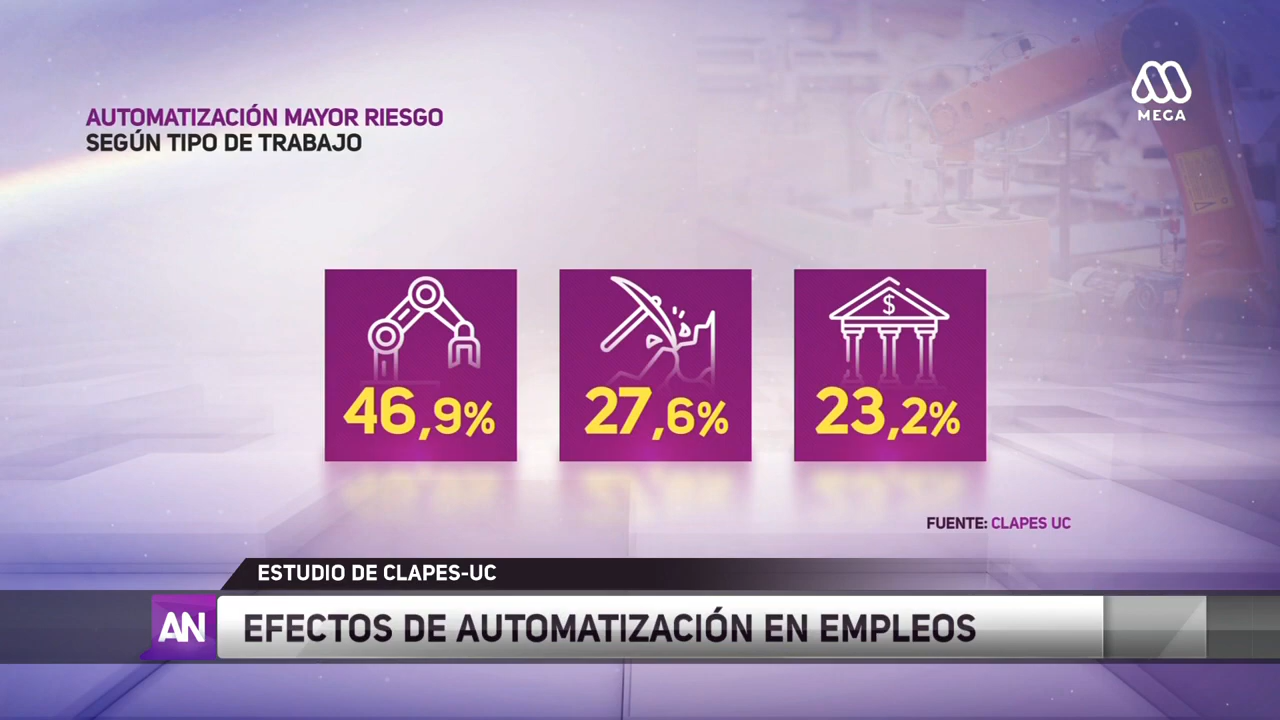 AUTOMATIZACIÓN MAYOR RIESGO
SEGÚN TIPO DE TRABAJO
MEGA
$
46,9%
27,6%
23,2%
FUENTE: CLAPES UC
ESTUDIO DE CLAPES-UC
AN
EFECTOS DE AUTOMATIZACIÓN EN EMPLEOS